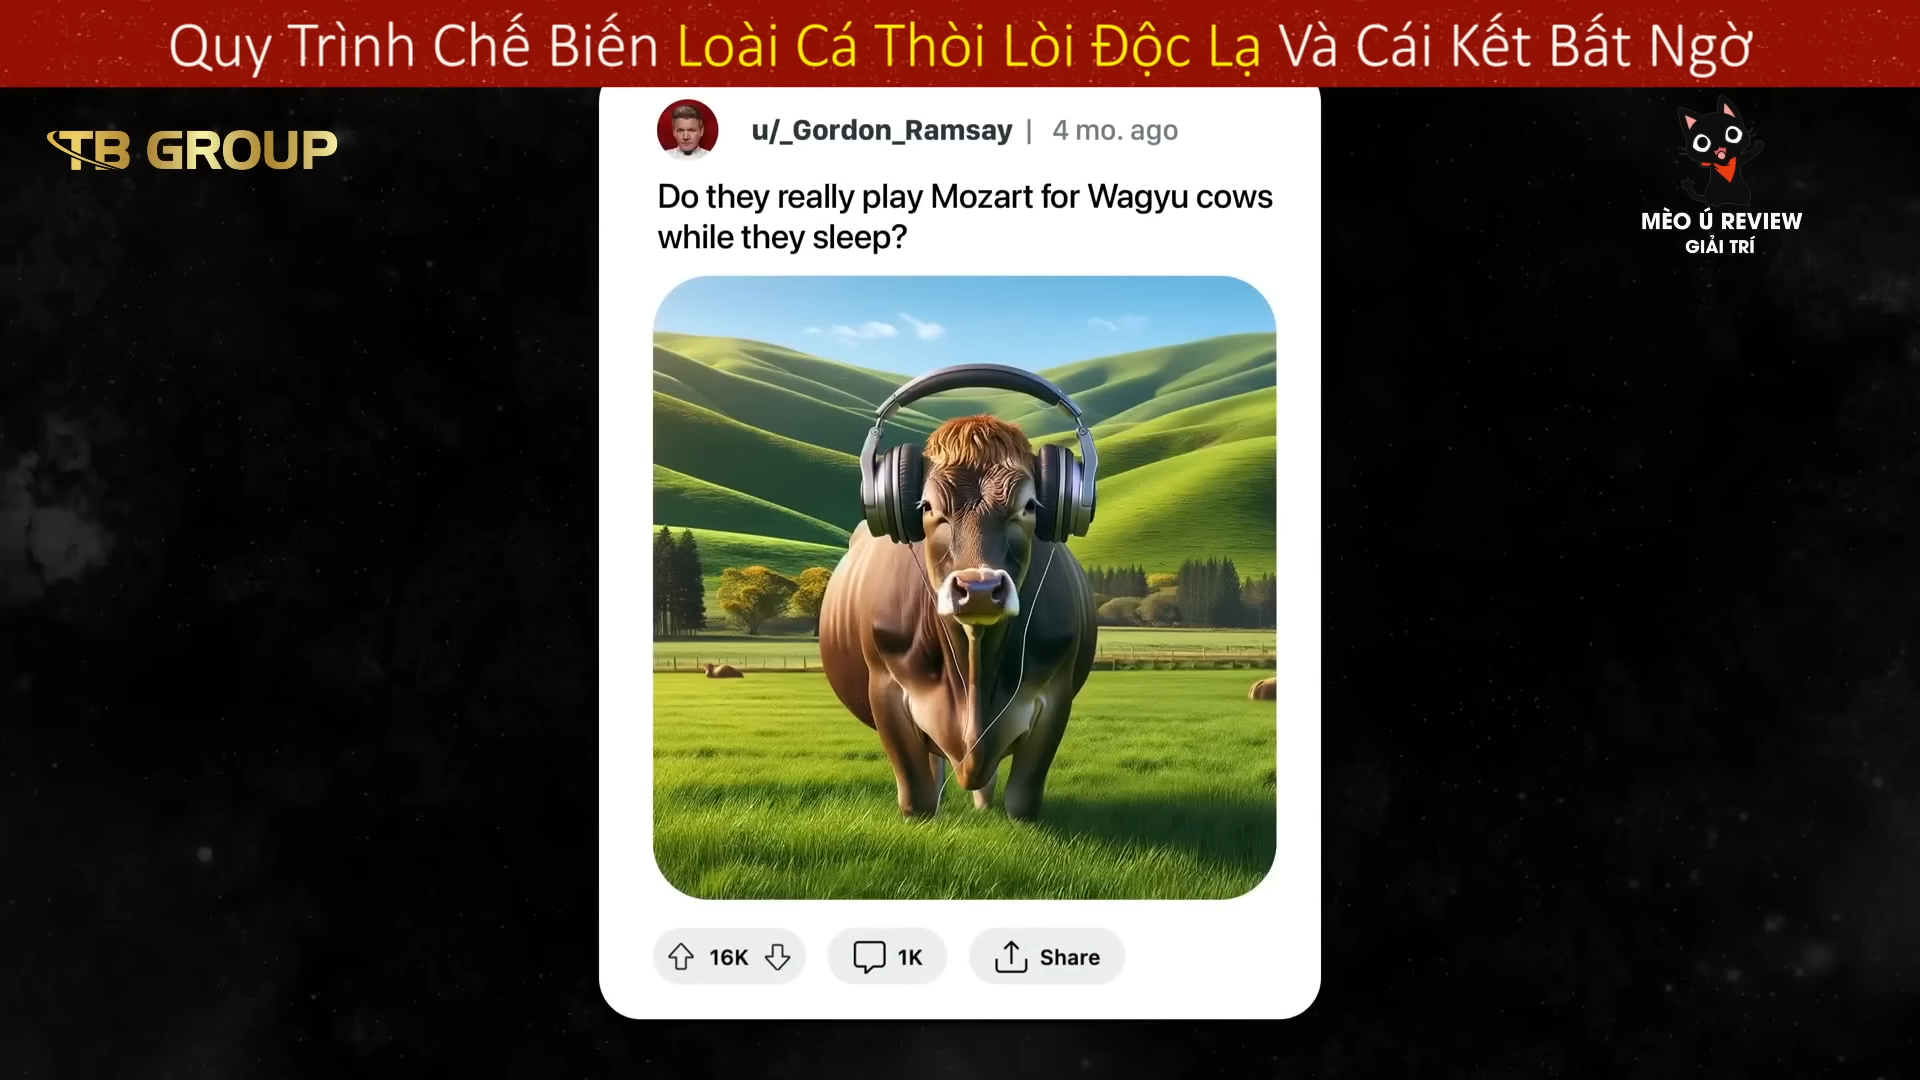 Quy Trình Chế Biến Loài Cá Thòi Lòi Độc Lạ Và Cái Kết Bất Ngờ
TB GROUP
u/_Gordon_Ramsay | 4 mo. ago
MÈO Ú REVIEW
GIẢI TRÍ
Do they really play Mozart for Wagyu cows
while they sleep?
16K
1K
Share